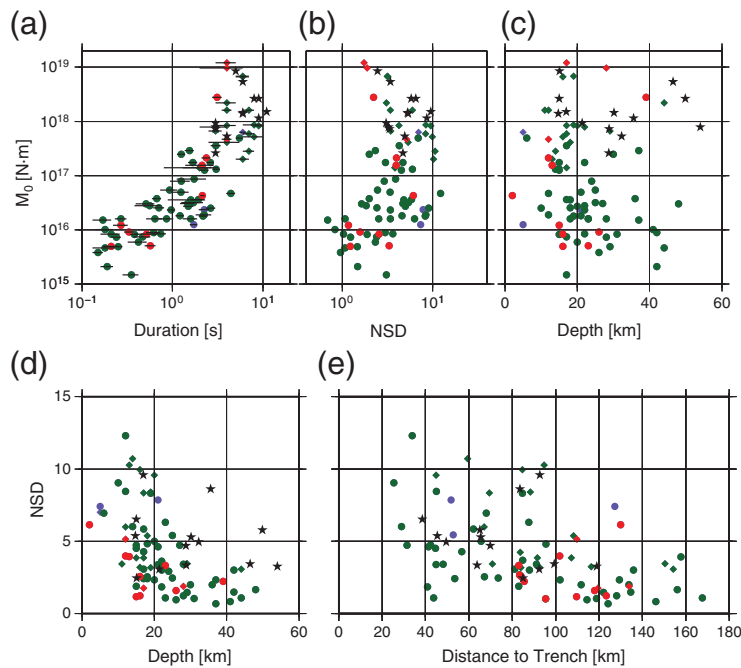 (a) (b) (c)
M₀ [N·m]
10¹⁹
10¹⁸
10¹⁷
10¹⁶
10¹⁵
10⁻¹ 10⁰ 10¹
Duration [s]
10⁰ 10¹
NSD
0 20 40 60
Depth [km]
(d) (e)
NSD
15
10
5
0
0 20 40 60
Depth [km]
0 20 40 60 80 100 120 140 160 180
Distance to Trench [km]